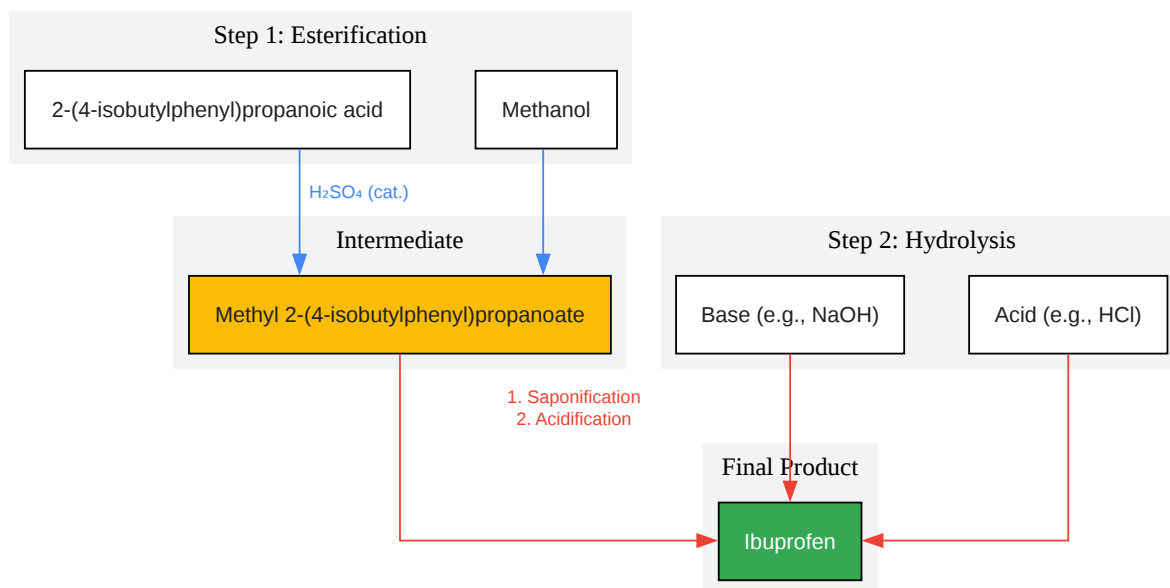 Step 1: Esterification
2-(4-isobutylphenyl)propanoic acid
Methanol
H₂SO₄ (cat.)
Intermediate
Methyl 2-(4-isobutylphenyl)propanoate
Step 2: Hydrolysis
Base (e.g., NaOH)
Acid (e.g., HCl)
1. Saponification
2. Acidification
Final Product
Ibuprofen